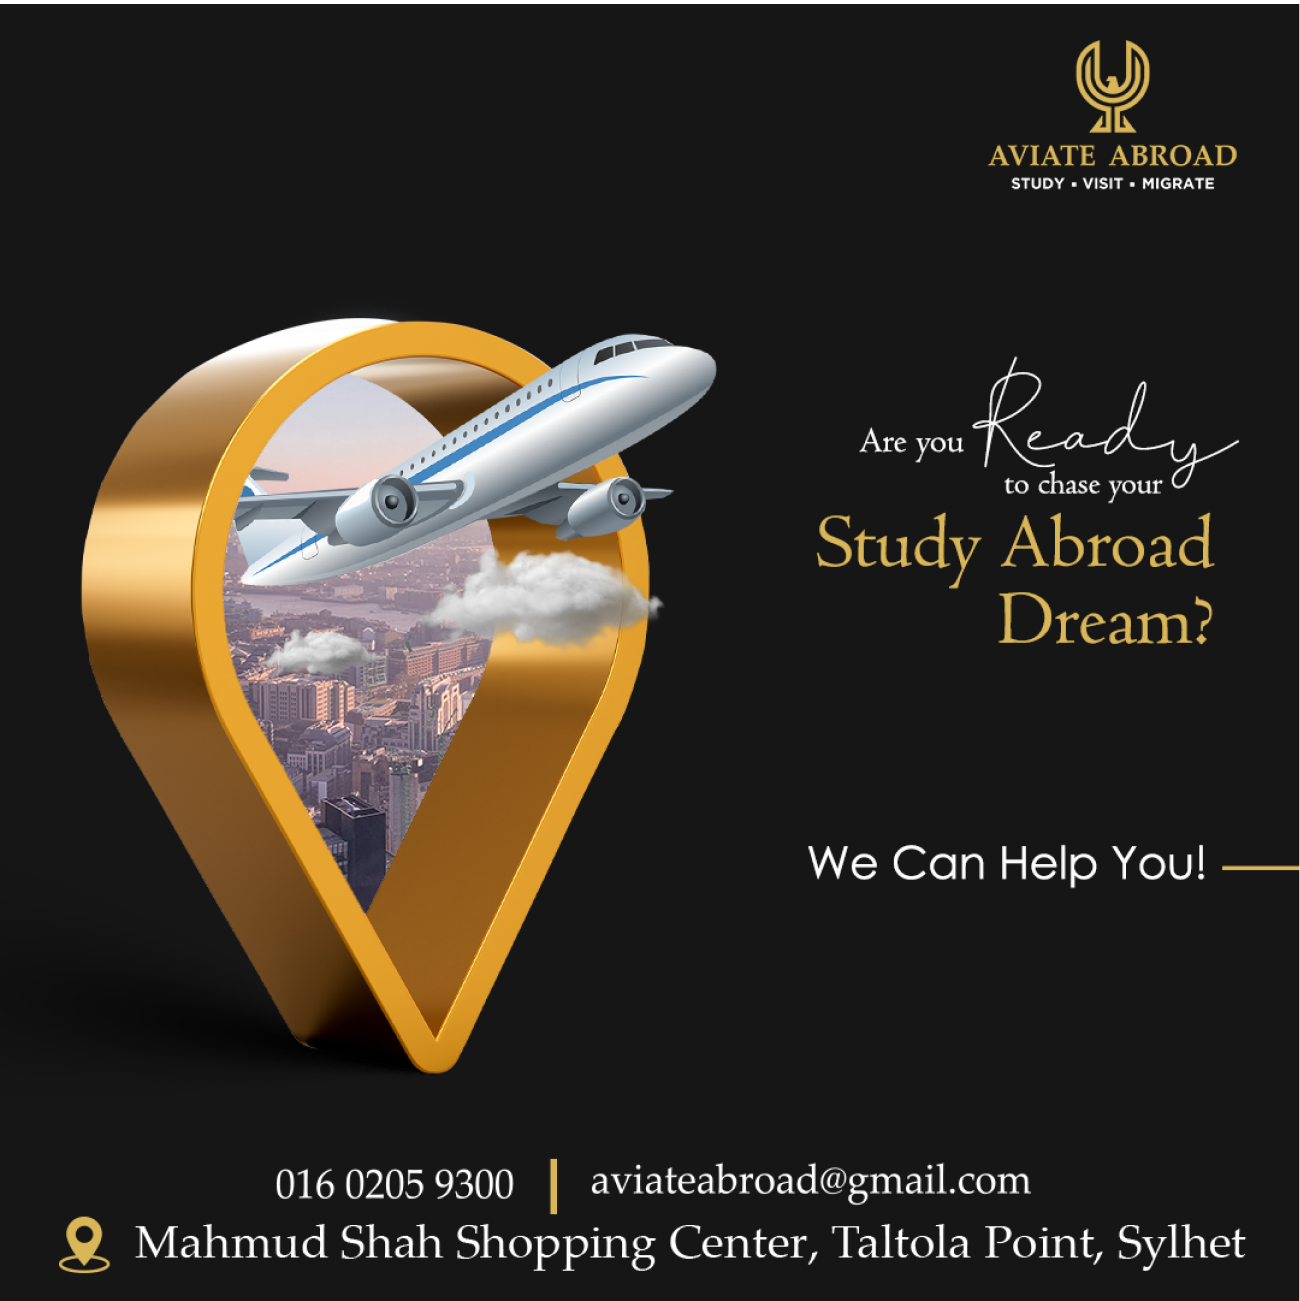 AVIATE ABROAD
STUDY ▪ VISIT ▪ MIGRATE
Are you Ready
to chase your
Study Abroad
Dream?
We Can Help You!
016 0205 9300 | aviateabroad@gmail.com
Mahmud Shah Shopping Center, Taltola Point, Sylhet